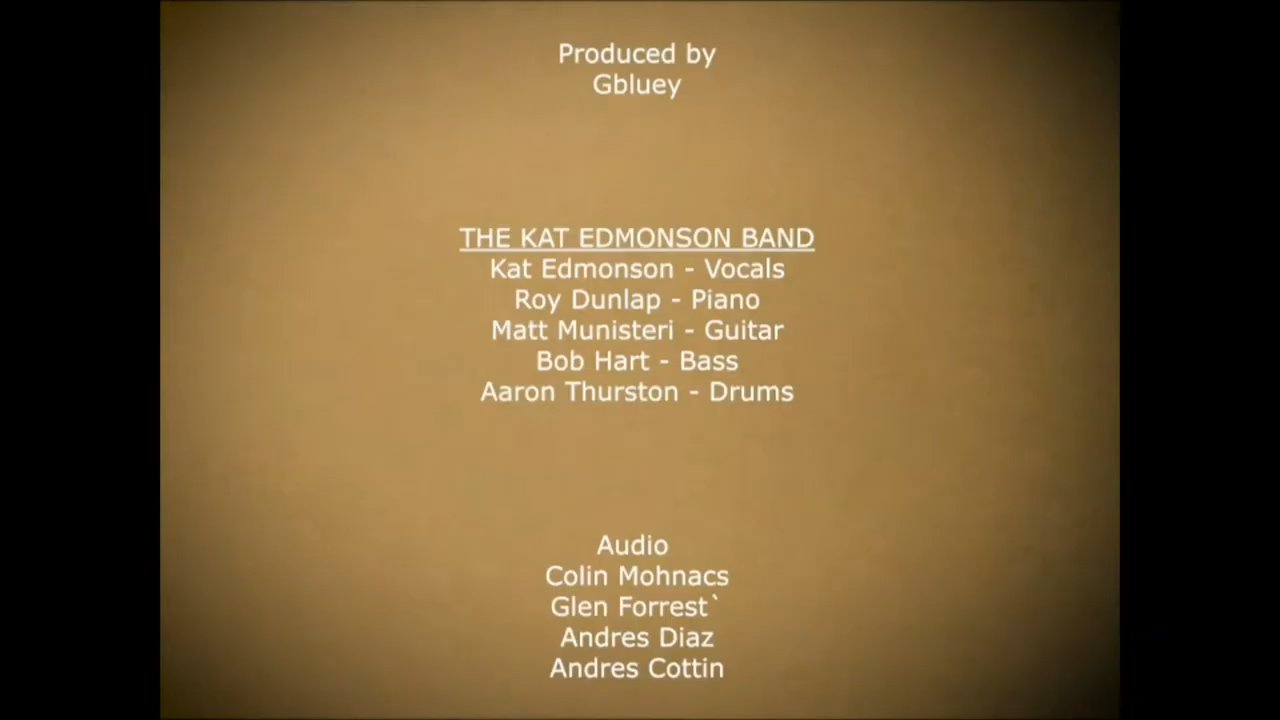 Produced by
Gbluey
THE KAT EDMONSON BAND
Kat Edmonson - Vocals
Roy Dunlap - Piano
Matt Munisteri - Guitar
Bob Hart - Bass
Aaron Thurston - Drums
Audio
Colin Mohnacs
Glen Forrest`
Andres Diaz
Andres Cottin